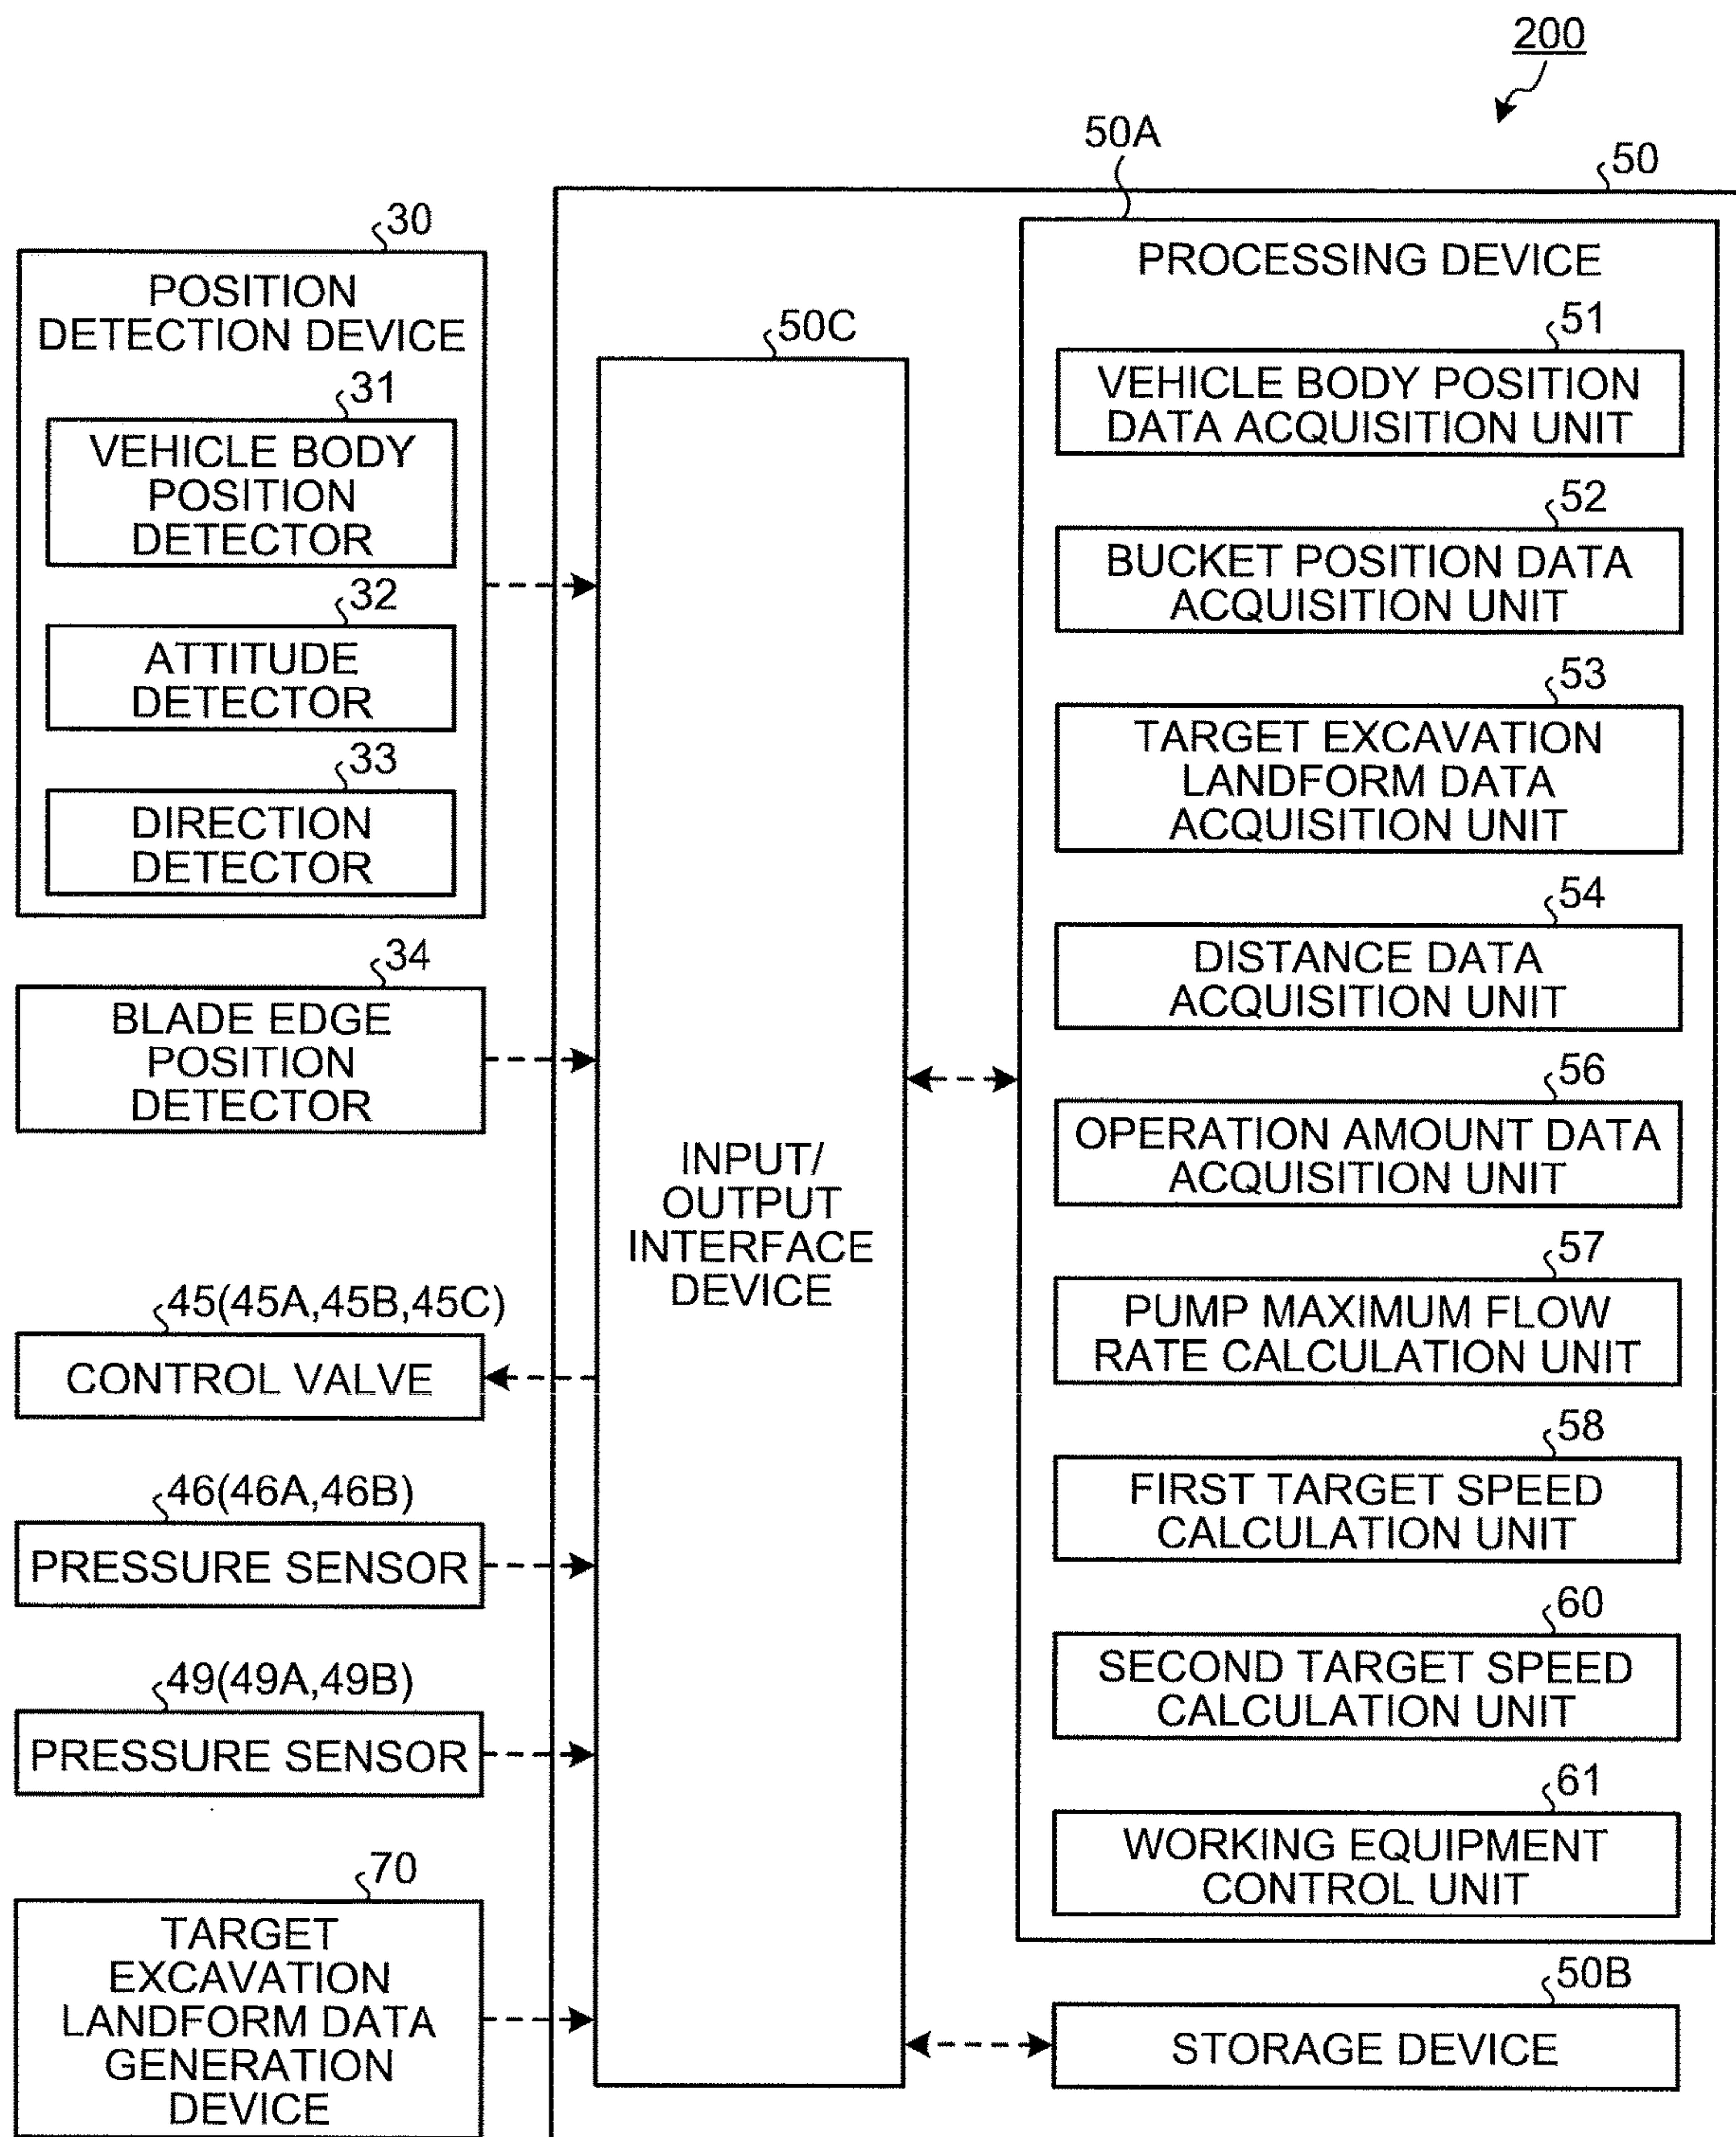 200
50A
50
30
POSITION
DETECTION DEVICE
31
VEHICLE BODY
POSITION
DETECTOR
32
ATTITUDE
DETECTOR
33
DIRECTION
DETECTOR
34
BLADE EDGE
POSITION
DETECTOR
45(45A,45B,45C)
CONTROL VALVE
46(46A,46B)
PRESSURE SENSOR
49(49A,49B)
PRESSURE SENSOR
70
TARGET
EXCAVATION
LANDFORM DATA
GENERATION
DEVICE
50C
INPUT/
OUTPUT
INTERFACE
DEVICE
PROCESSING DEVICE
51
VEHICLE BODY POSITION
DATA ACQUISITION UNIT
52
BUCKET POSITION DATA
ACQUISITION UNIT
53
TARGET EXCAVATION
LANDFORM DATA
ACQUISITION UNIT
54
DISTANCE DATA
ACQUISITION UNIT
56
OPERATION AMOUNT DATA
ACQUISITION UNIT
57
PUMP MAXIMUM FLOW
RATE CALCULATION UNIT
58
FIRST TARGET SPEED
CALCULATION UNIT
60
SECOND TARGET SPEED
CALCULATION UNIT
61
WORKING EQUIPMENT
CONTROL UNIT
50B
STORAGE DEVICE